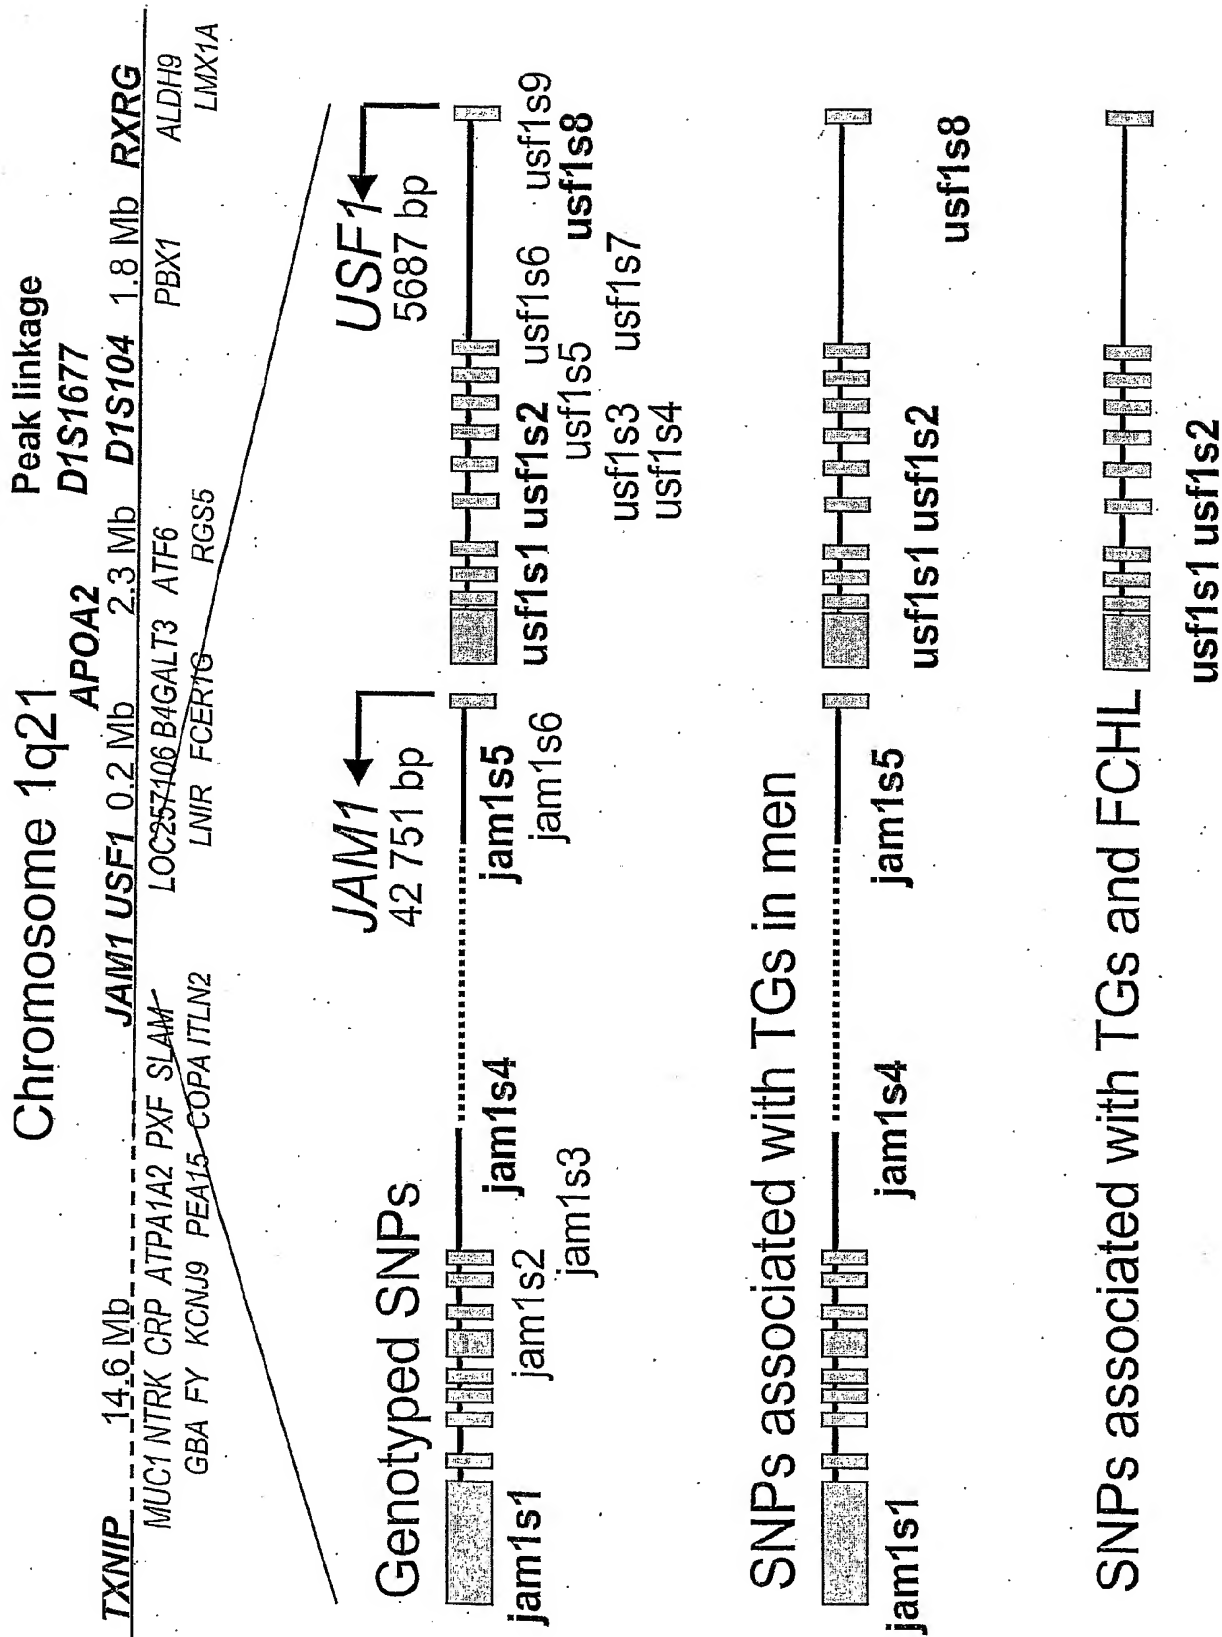 Chromosome 1q21
Peak linkage
APOA2 D1S1677
TXNIP 14.6 Mb JAM1 USF1 0.2 Mb 2.3 Mb D1S104 1.8 Mb RXRG
MUC1 NTRK CRP ATPA1A2 PXF SLAM LOC257106 B4GALT3 ATF6 PBX1 ALDH9
GBA FY KCNJ9 PEA15 COPA ITLN2 LNIR FCER1G RGS5 LMX1A
JAM1 USF1
42 751 bp 5687 bp
Genotyped SNPs
jam1s1 jam1s2 jam1s4 jam1s5 usf1s1 usf1s2 usf1s6 usf1s9
jam1s3 jam1s6 usf1s5 usf1s8
usf1s3 usf1s7
usf1s4
SNPs associated with TGs in men
jam1s1 jam1s4 jam1s5 usf1s1 usf1s2 usf1s8
SNPs associated with TGs and FCHL
usf1s1 usf1s2